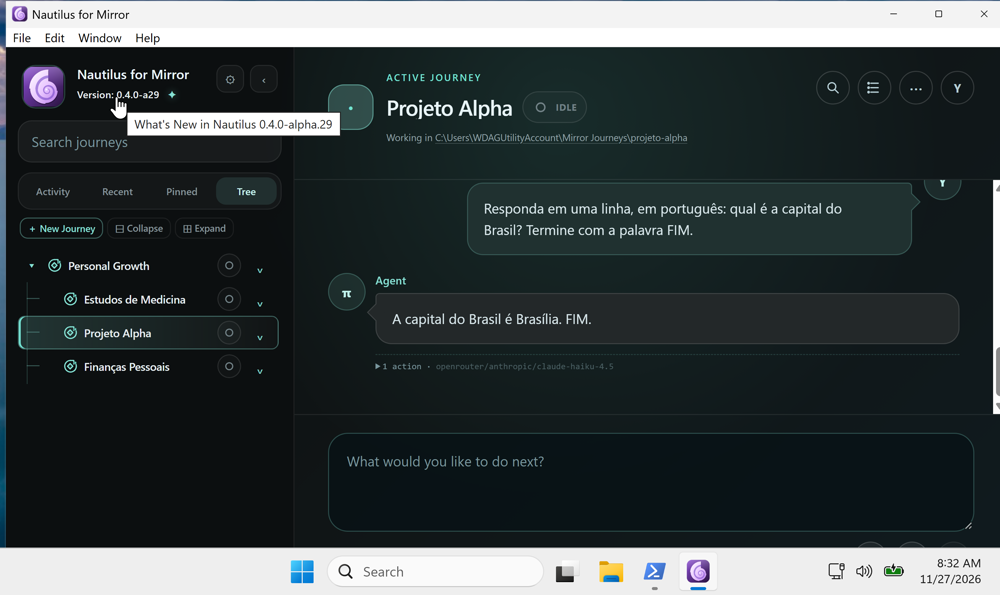 Nautilus for Mirror
File Edit Window Help
Nautilus for Mirror
Version: 0.4.0-a29
What's New in Nautilus 0.4.0-alpha.29
Search journeys
Activity Recent Pinned Tree
+ New Journey Collapse Expand
Personal Growth
Estudos de Medicina
Projeto Alpha
Finanças Pessoais
ACTIVE JOURNEY
Projeto Alpha IDLE
Working in C:\Users\WDAGUtilityAccount\Mirror Journeys\projeto-alpha
Y
Y
Responda em uma linha, em português: qual é a capital do
Brasil? Termine com a palavra FIM.
π
Agent
A capital do Brasil é Brasília. FIM.
1 action · openrouter/anthropic/claude-haiku-4.5
What would you like to do next?
Search
8:32 AM
11/27/2026